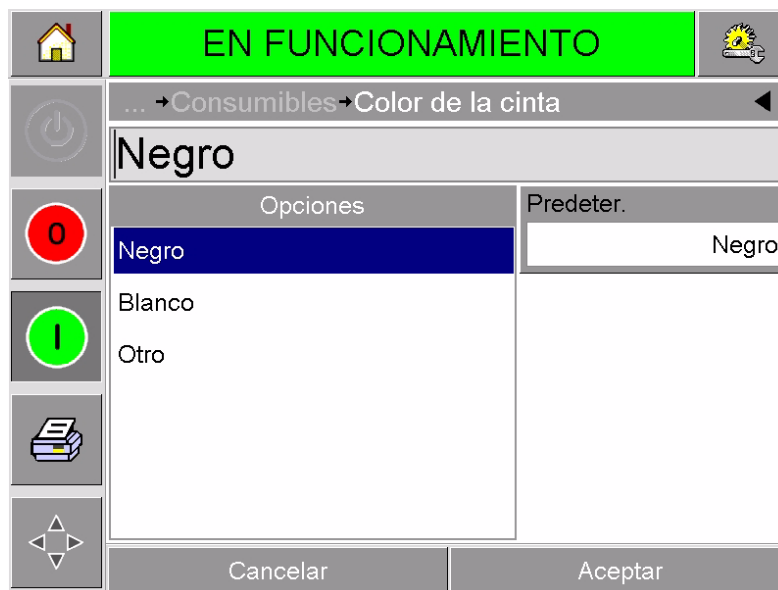 EN FUNCIONAMIENTO
... →Consumibles→Color de la cinta
Negro
Opciones
Predeter.
Negro
Negro
Blanco
Otro
0
I
Cancelar
Aceptar